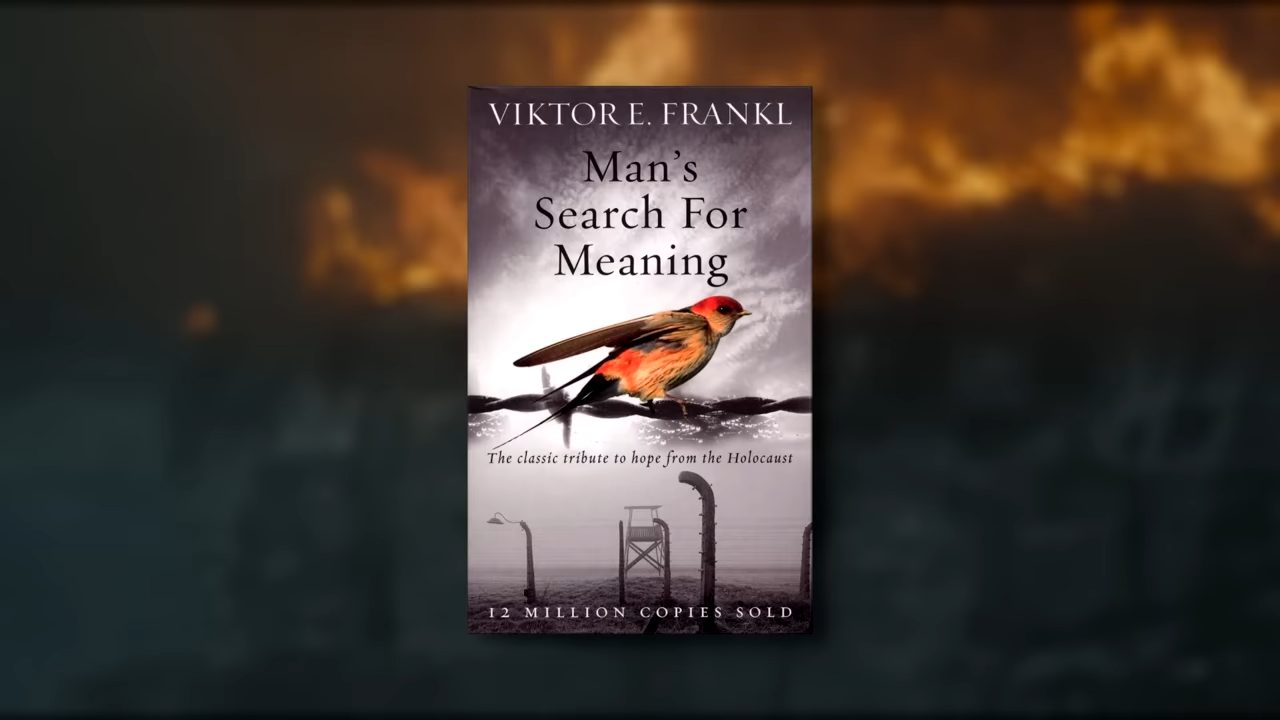 VIKTOR E. FRANKL
Man's
Search For
Meaning
The classic tribute to hope from the Holocaust
12 MILLION COPIES SOLD